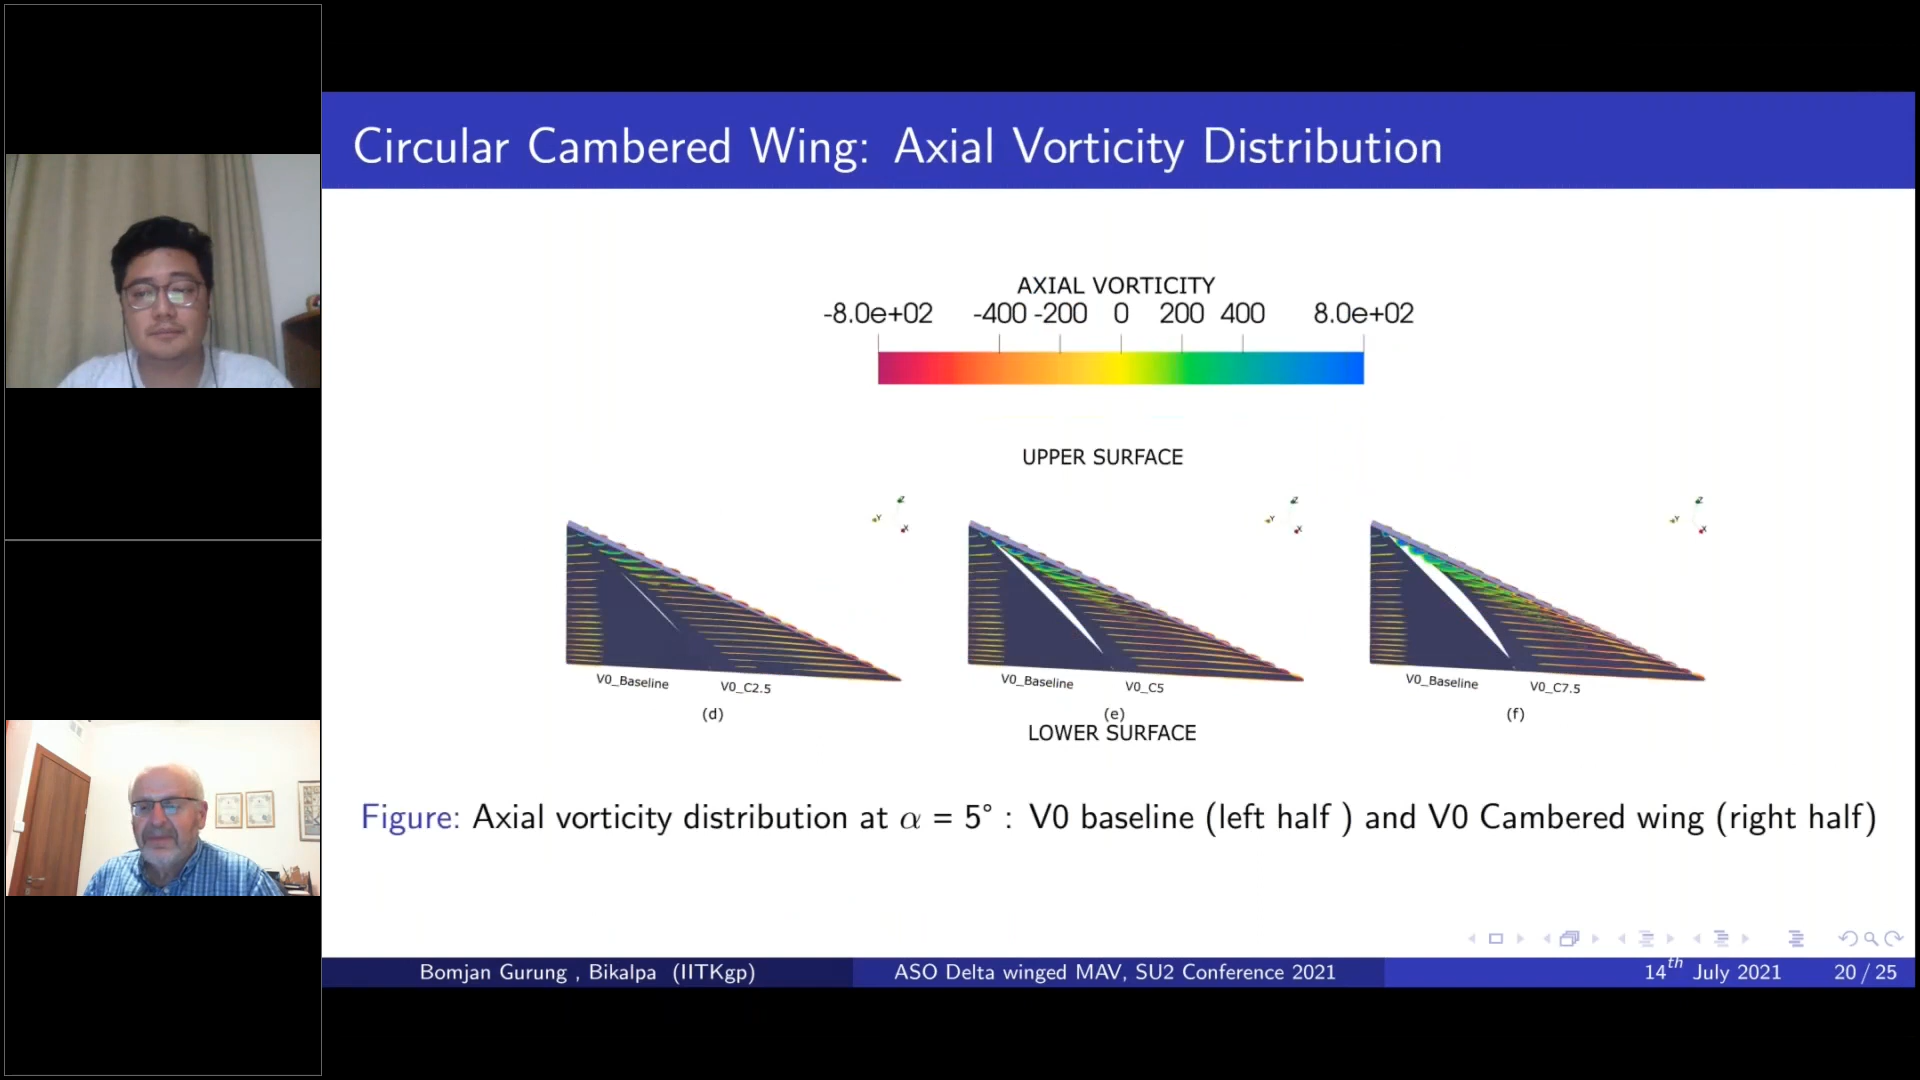 Circular Cambered Wing: Axial Vorticity Distribution
AXIAL VORTICITY
-8.0e+02 -400 -200 0 200 400 8.0e+02
UPPER SURFACE
Z Y X
Z Y X
Z Y X
V0_Baseline V0_C2.5
V0_Baseline V0_C5
V0_Baseline V0_C7.5
(d) (e) (f)
LOWER SURFACE
Figure: Axial vorticity distribution at α = 5° : V0 baseline (left half ) and V0 Cambered wing (right half)
Bomjan Gurung , Bikalpa (IITKgp) ASO Delta winged MAV, SU2 Conference 2021 14th July 2021 20 / 25